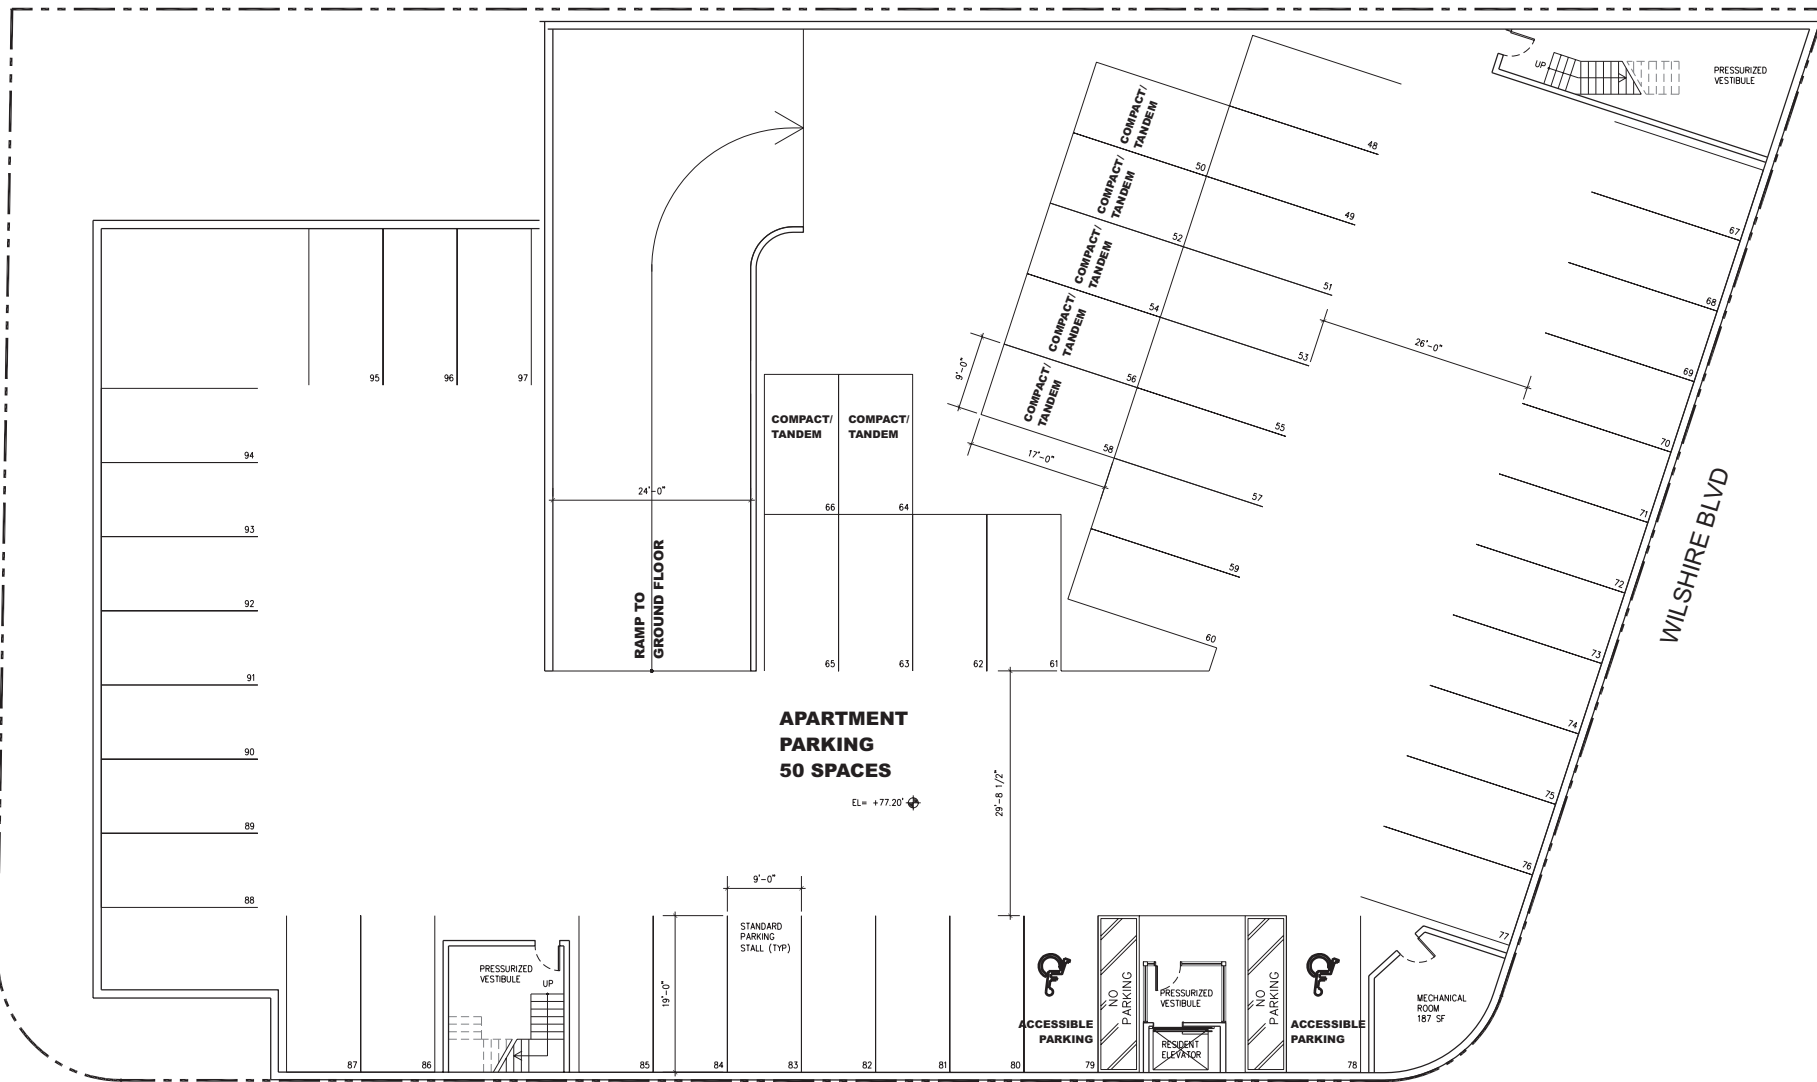 UP
PRESSURIZED
VESTIBULE
COMPACT/
TANDEM
48
50
COMPACT/
TANDEM
49
67
52
COMPACT/
TANDEM
51
68
54
COMPACT/
TANDEM
53
26'-0"
69
9'-0"
56
COMPACT/
TANDEM
55
70
95
96
97
COMPACT/
TANDEM
COMPACT/
TANDEM
58
17'-0"
94
24'-0"
66
64
57
71
93
59
72
92
RAMP TO
GROUND FLOOR
WILSHIRE BLVD
60
73
91
65
63
62
61
74
APARTMENT
PARKING
50 SPACES
90
EL= +77.20'
29'-8 1/2"
75
89
76
9'-0"
88
STANDARD
PARKING
STALL (TYP)
77
PRESSURIZED
VESTIBULE
UP
19'-0"
NO
PARKING
PRESSURIZED
VESTIBULE
NO
PARKING
MECHANICAL
ROOM
187 SF
ACCESSIBLE
PARKING
ACCESSIBLE
PARKING
RESIDENT
ELEVATOR
87
86
85
84
83
82
81
80
79
78